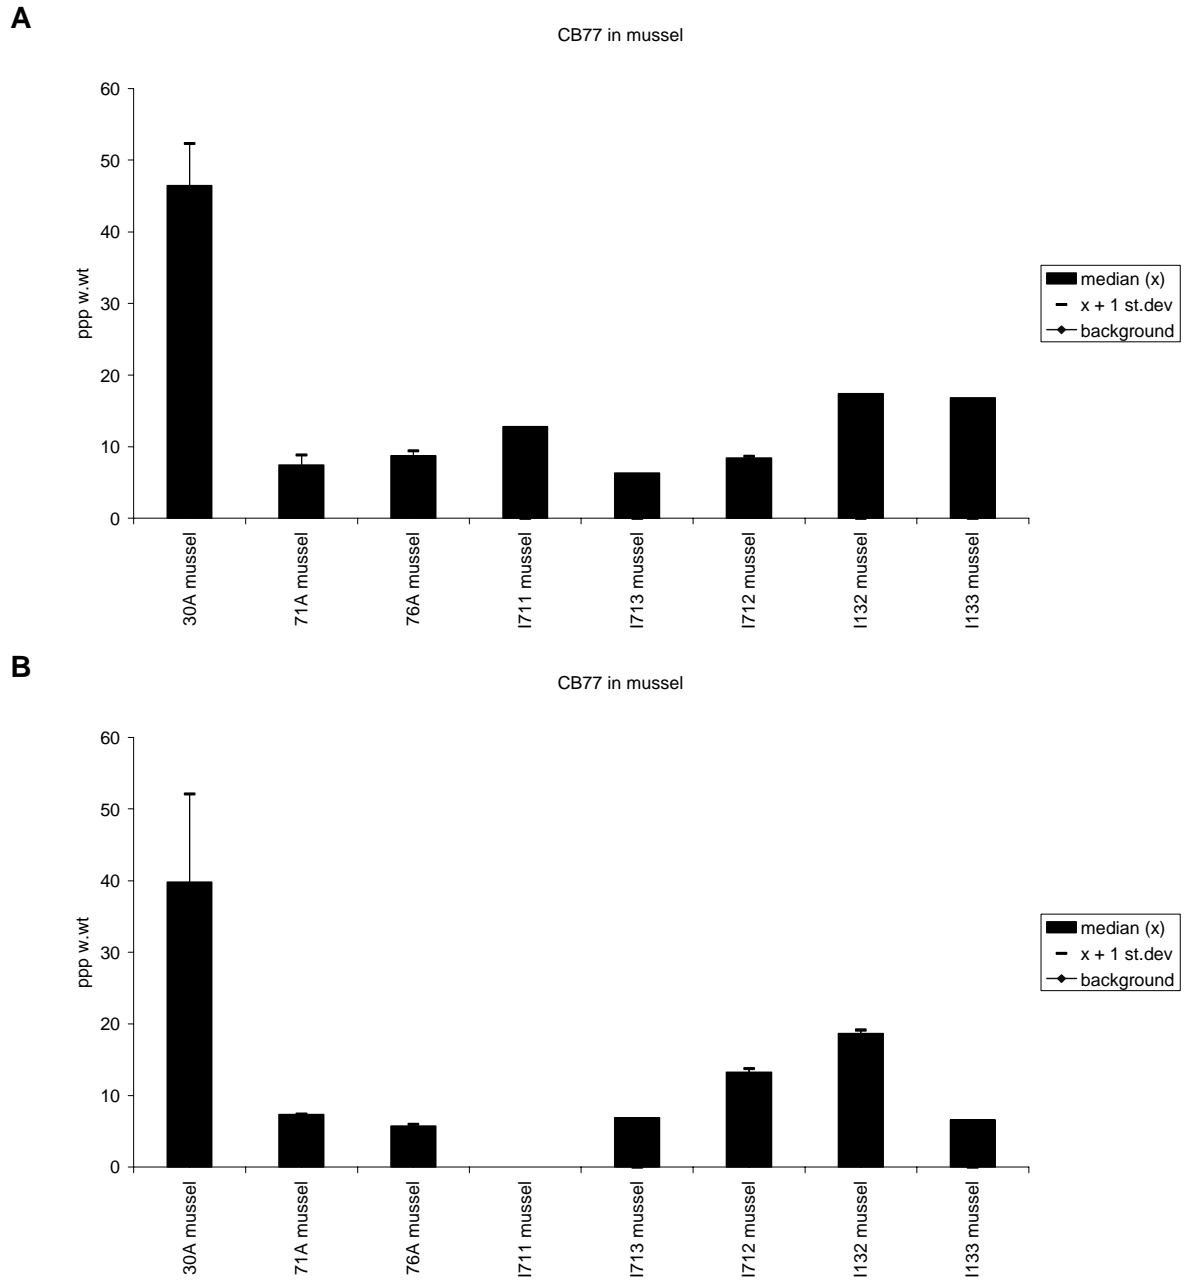 A
CB77 in mussel
60
50
40
30
20
10
0
ppp w.wt
30A mussel
71A mussel
76A mussel
I711 mussel
I713 mussel
I712 mussel
I132 mussel
I133 mussel
median (x)
x + 1 st.dev
background
B
CB77 in mussel
60
50
40
30
20
10
0
ppp w.wt
30A mussel
71A mussel
76A mussel
I711 mussel
I713 mussel
I712 mussel
I132 mussel
I133 mussel
median (x)
x + 1 st.dev
background